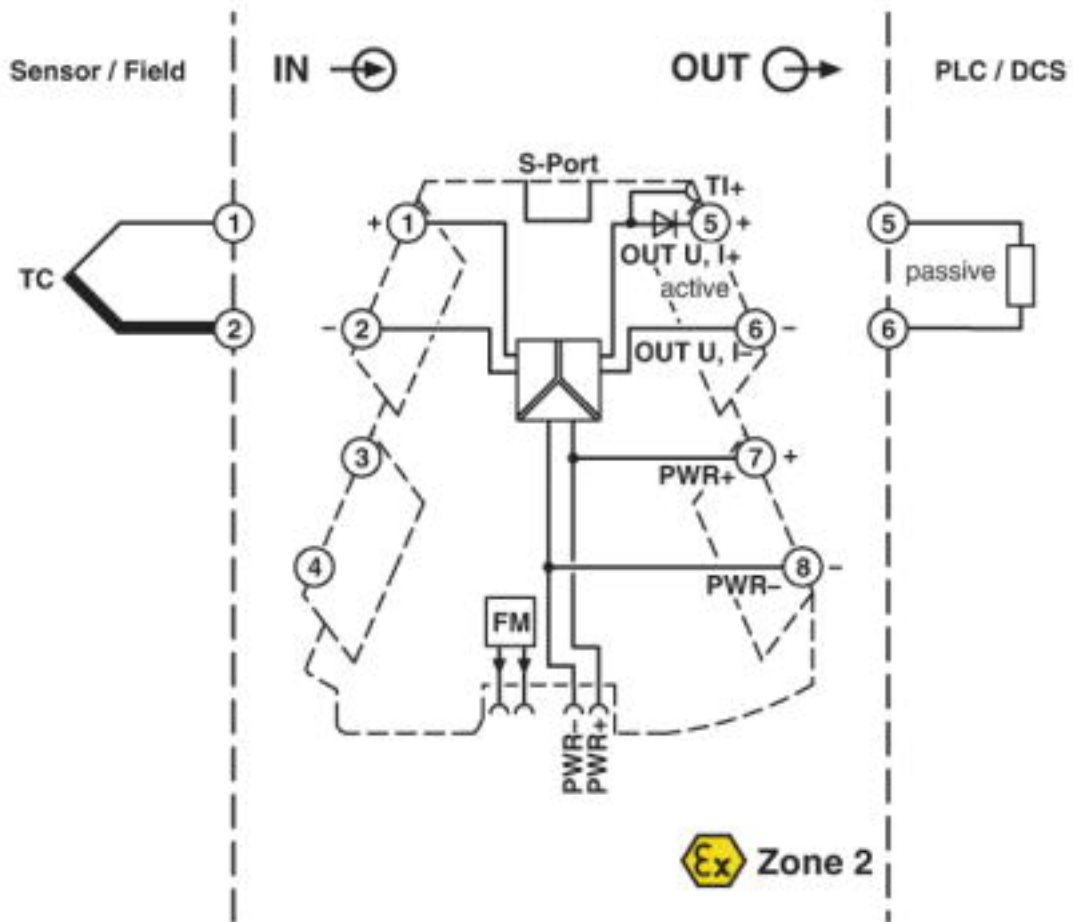 Sensor / Field
IN
OUT
PLC / DCS
S-Port
TI+
1
+
1
5
+
5
OUT U, I+
TC
active
passive
2
–
2
6
–
6
OUT U, I–
3
7
+
PWR+
4
8
–
PWR–
FM
PWR–
PWR+
Ex
Zone 2